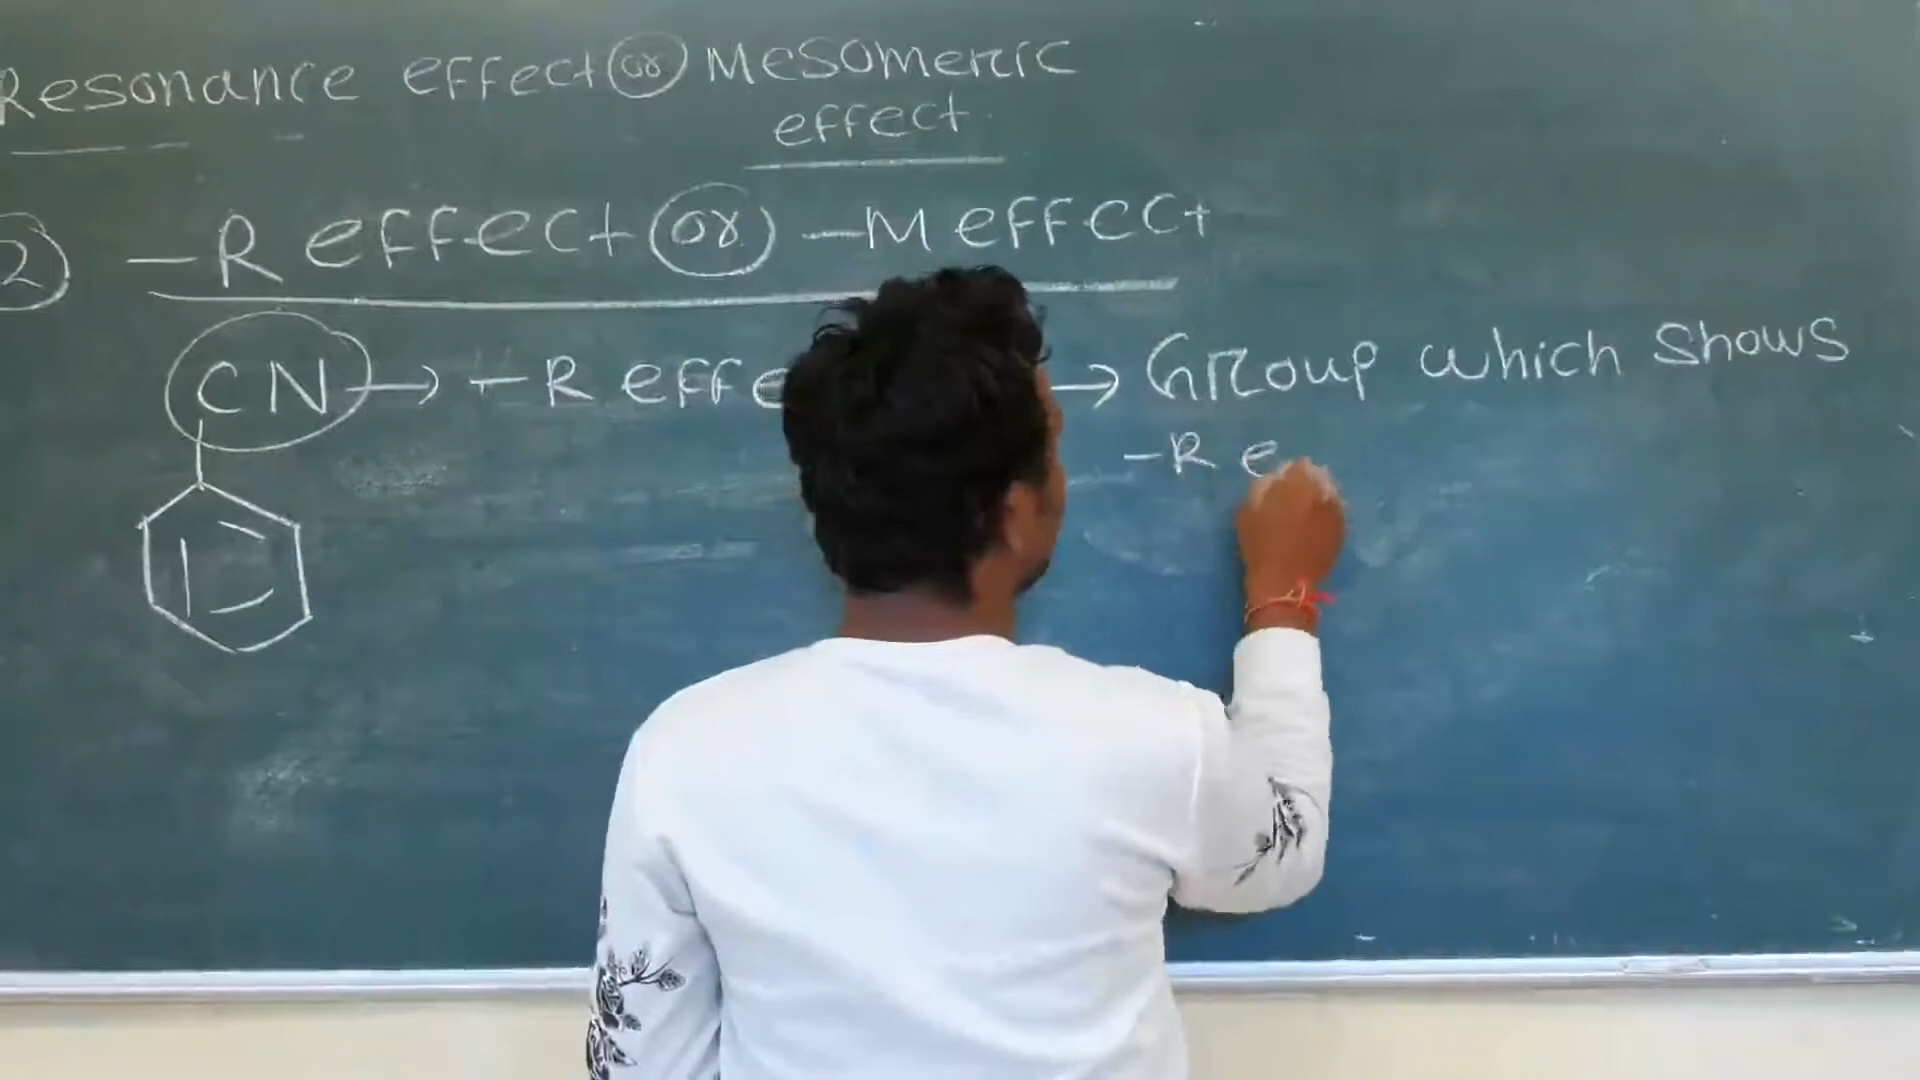 Resonance effect or Mesomeric
effect
2 -R effect or -M effect
CN → -R effe → Group which shows
-R e